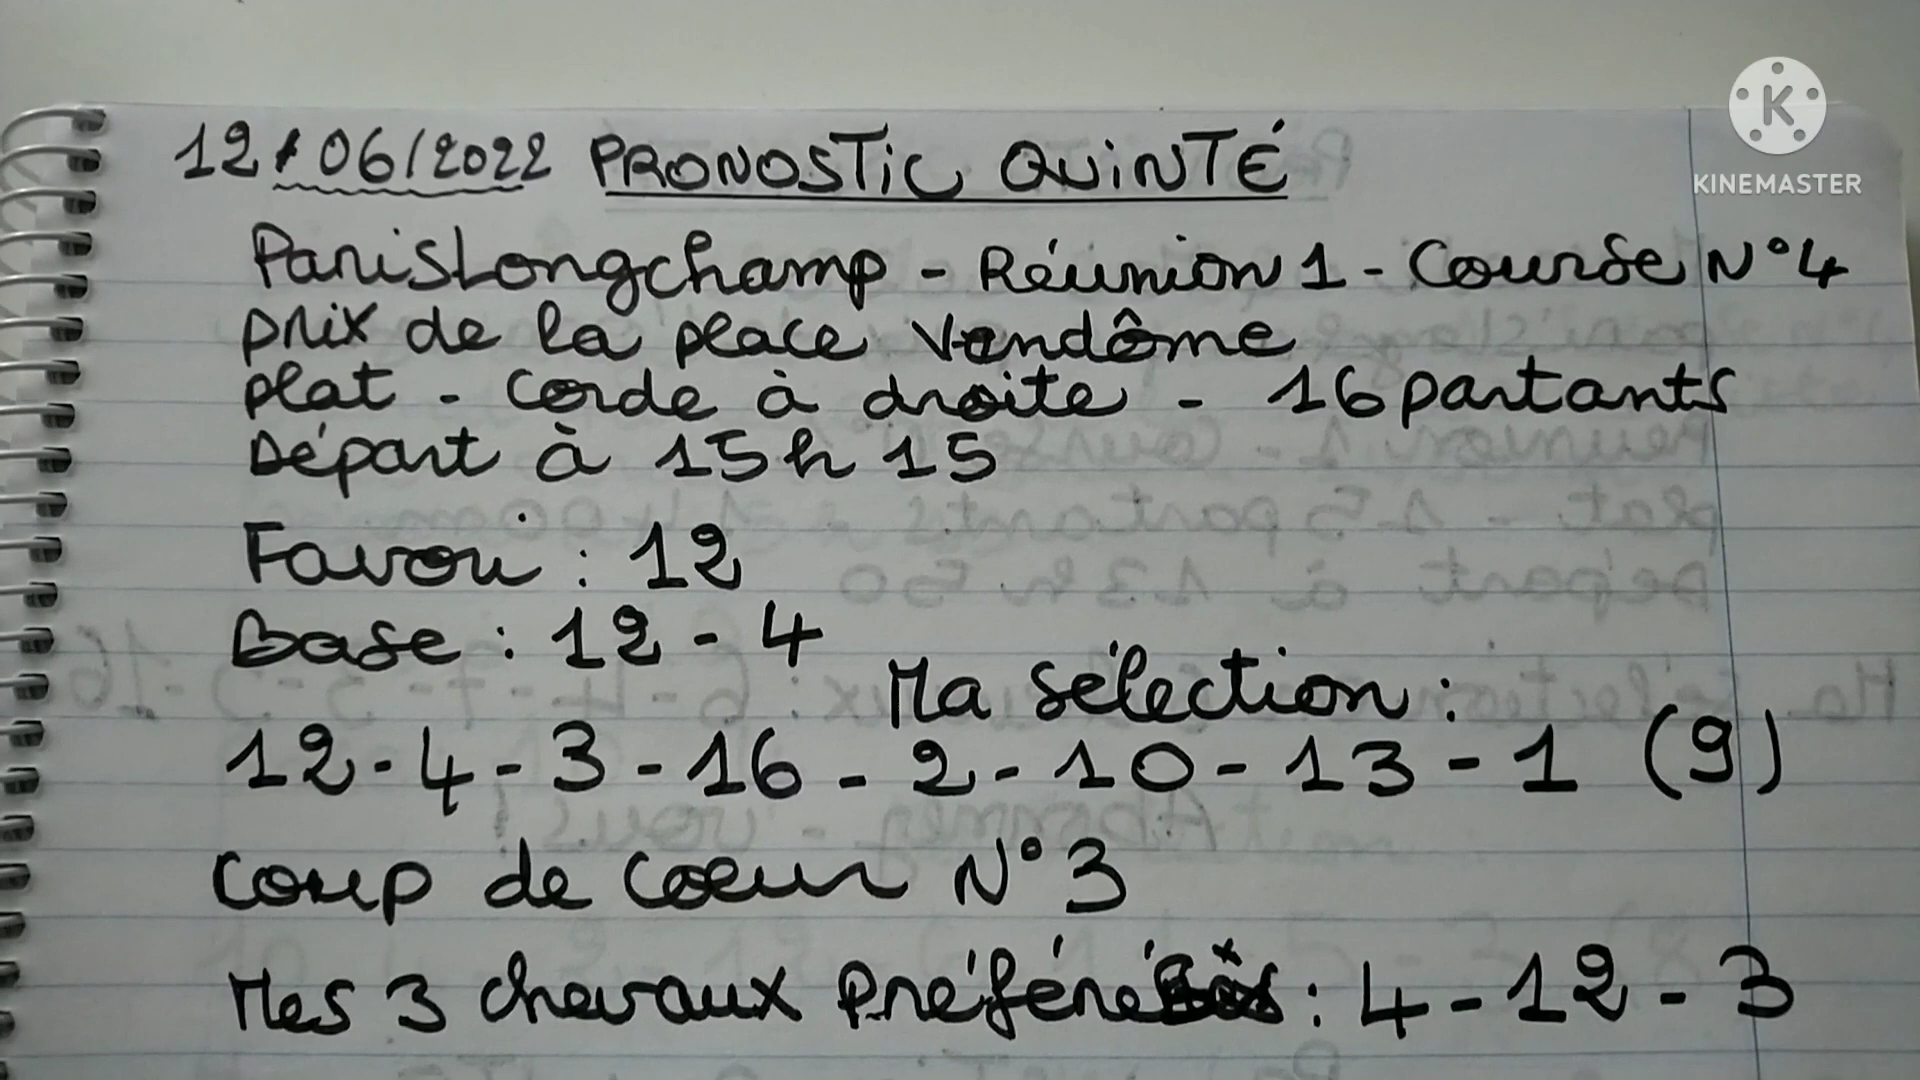 12/06/2022 PRONOSTIC QUINTÉ
KINEMASTER
ParisLongchamp - Réunion 1 - Course N°4
prix de la place Vendôme
plat - corde à droite - 16 partants
Départ à 15h15
Favori : 12
Base : 12 - 4
Ma sélection :
12 - 4 - 3 - 16 - 2 - 10 - 13 - 1 (9)
Coup de coeur N°3
Mes 3 chevaux préférés : 4 - 12 - 3